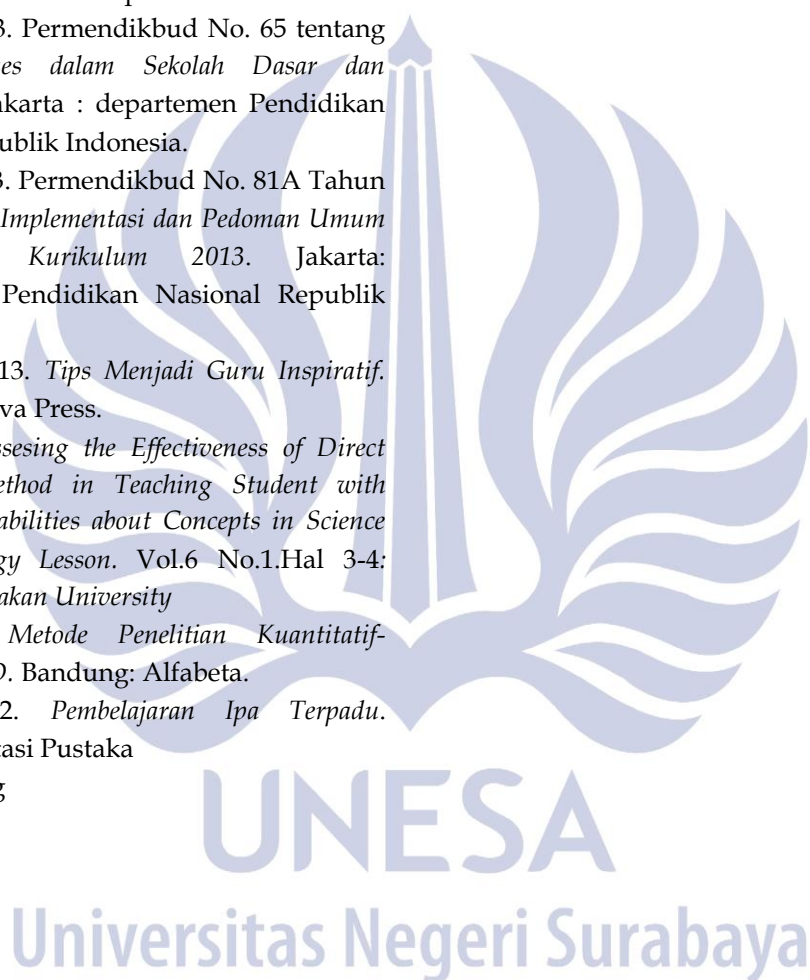 3. Permendikbud No. 65 tentang
es dalam Sekolah Dasar dan
akarta : departemen Pendidikan
ublik Indonesia.
3. Permendikbud No. 81A Tahun
Implementasi dan Pedoman Umum
Kurikulum 2013. Jakarta:
Pendidikan Nasional Republik
13. Tips Menjadi Guru Inspiratif.
va Press.
ssesing the Effectiveness of Direct
ethod in Teaching Student with
abilities about Concepts in Science
gy Lesson. Vol.6 No.1.Hal 3-4:
akan University
Metode Penelitian Kuantitatif-
D. Bandung: Alfabeta.
2. Pembelajaran Ipa Terpadu.
tasi Pustaka
g
UNESA
Universitas Negeri Surabaya